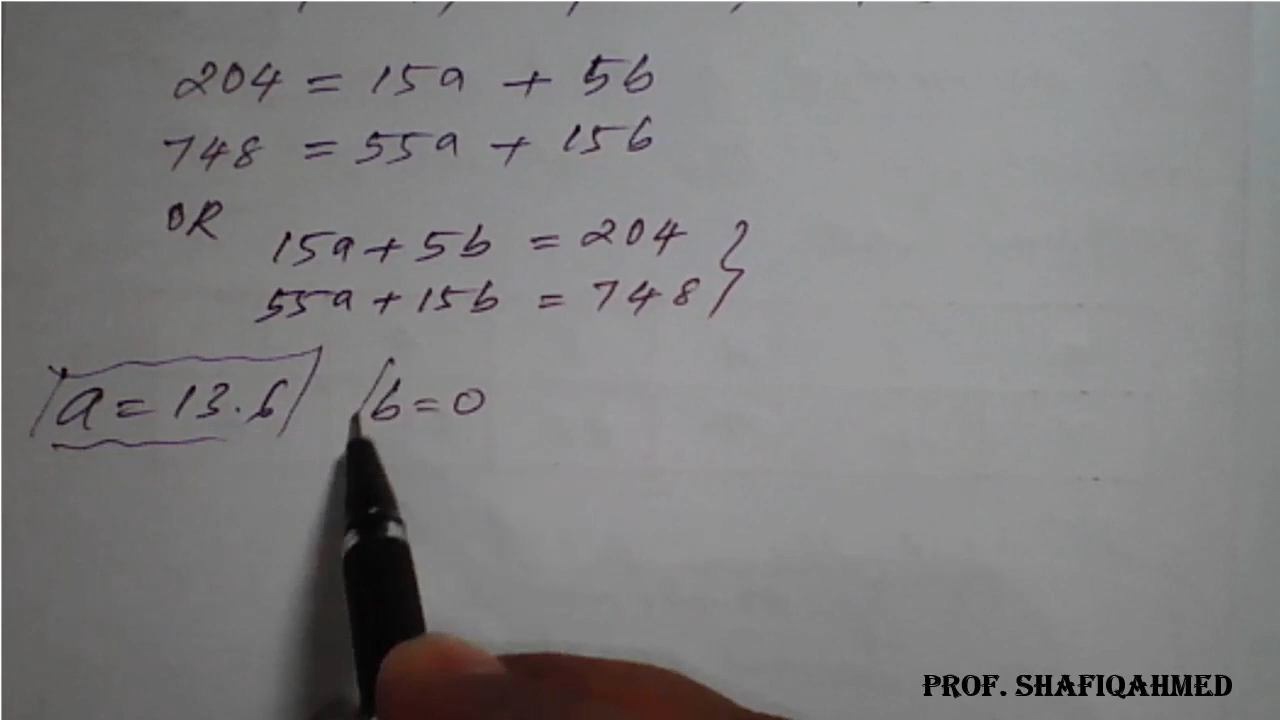 204 = 15a + 5b
748 = 55a + 15b
OR
15a + 5b = 204
55a + 15b = 748 }
a = 13.6 b = 0
PROF. SHAFIQAHMED